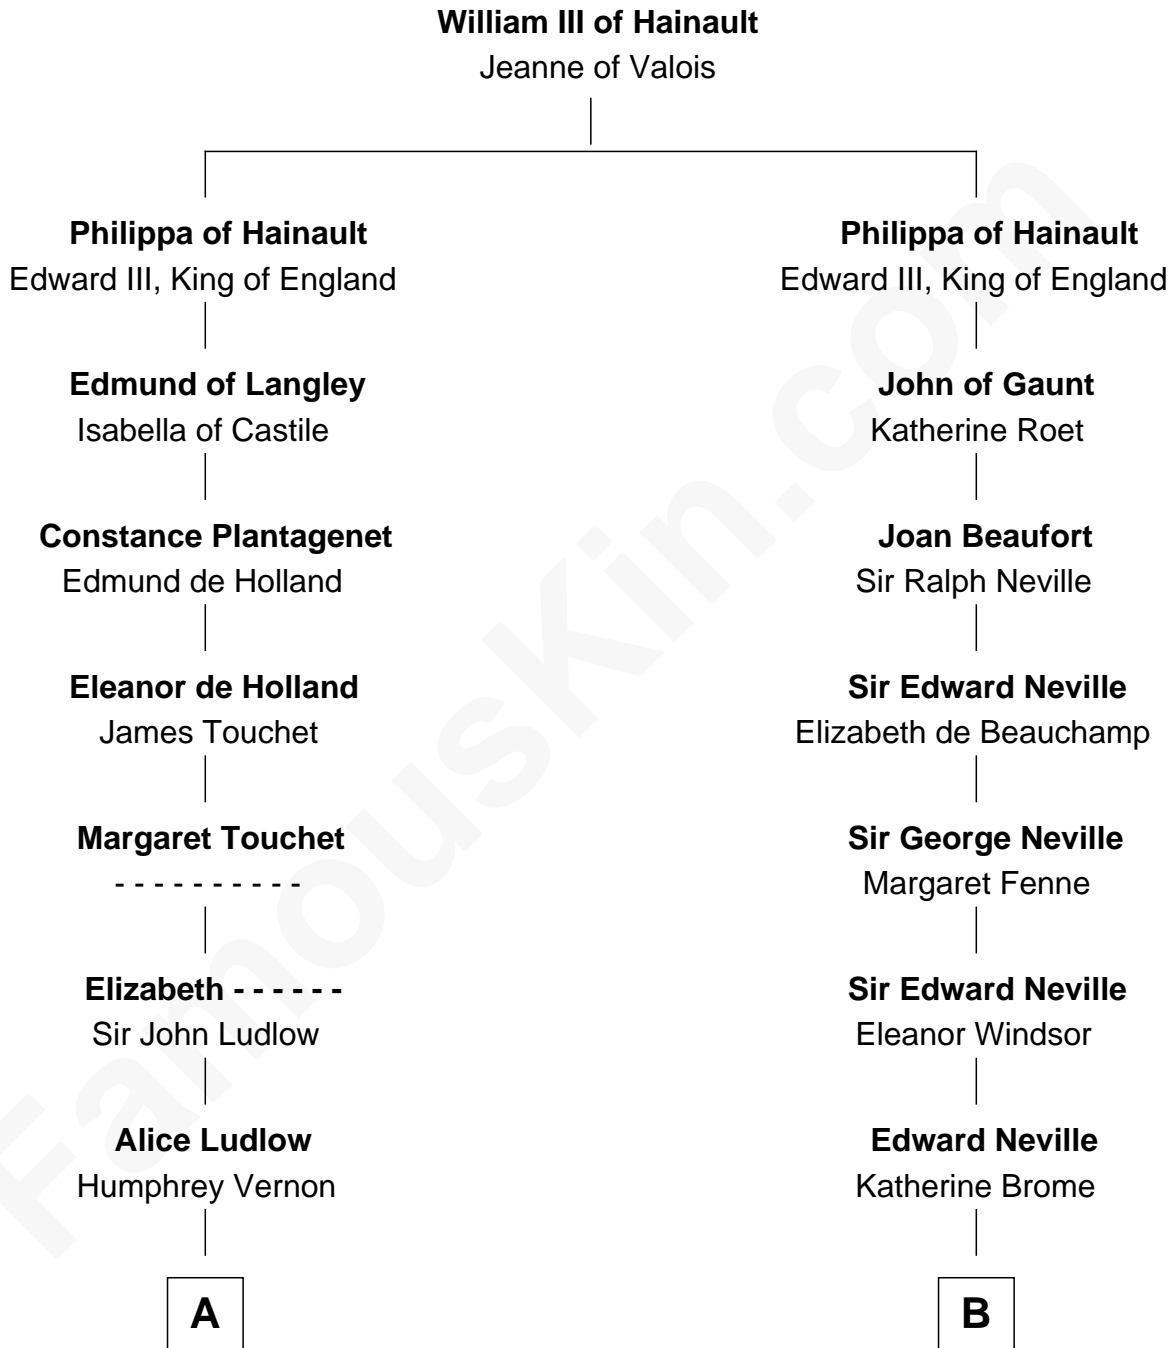 William III of Hainault
Jeanne of Valois
Philippa of Hainault
Edward III, King of England
Philippa of Hainault
Edward III, King of England
Edmund of Langley
Isabella of Castile
John of Gaunt
Katherine Roet
Constance Plantagenet
Edmund de Holland
Joan Beaufort
Sir Ralph Neville
Eleanor de Holland
James Touchet
Sir Edward Neville
Elizabeth de Beauchamp
Margaret Touchet
- - - - - - - - - -
Sir George Neville
Margaret Fenne
Elizabeth - - - - - -
Sir John Ludlow
Sir Edward Neville
Eleanor Windsor
Alice Ludlow
Humphrey Vernon
Edward Neville
Katherine Brome
A
B
FamousKin.com